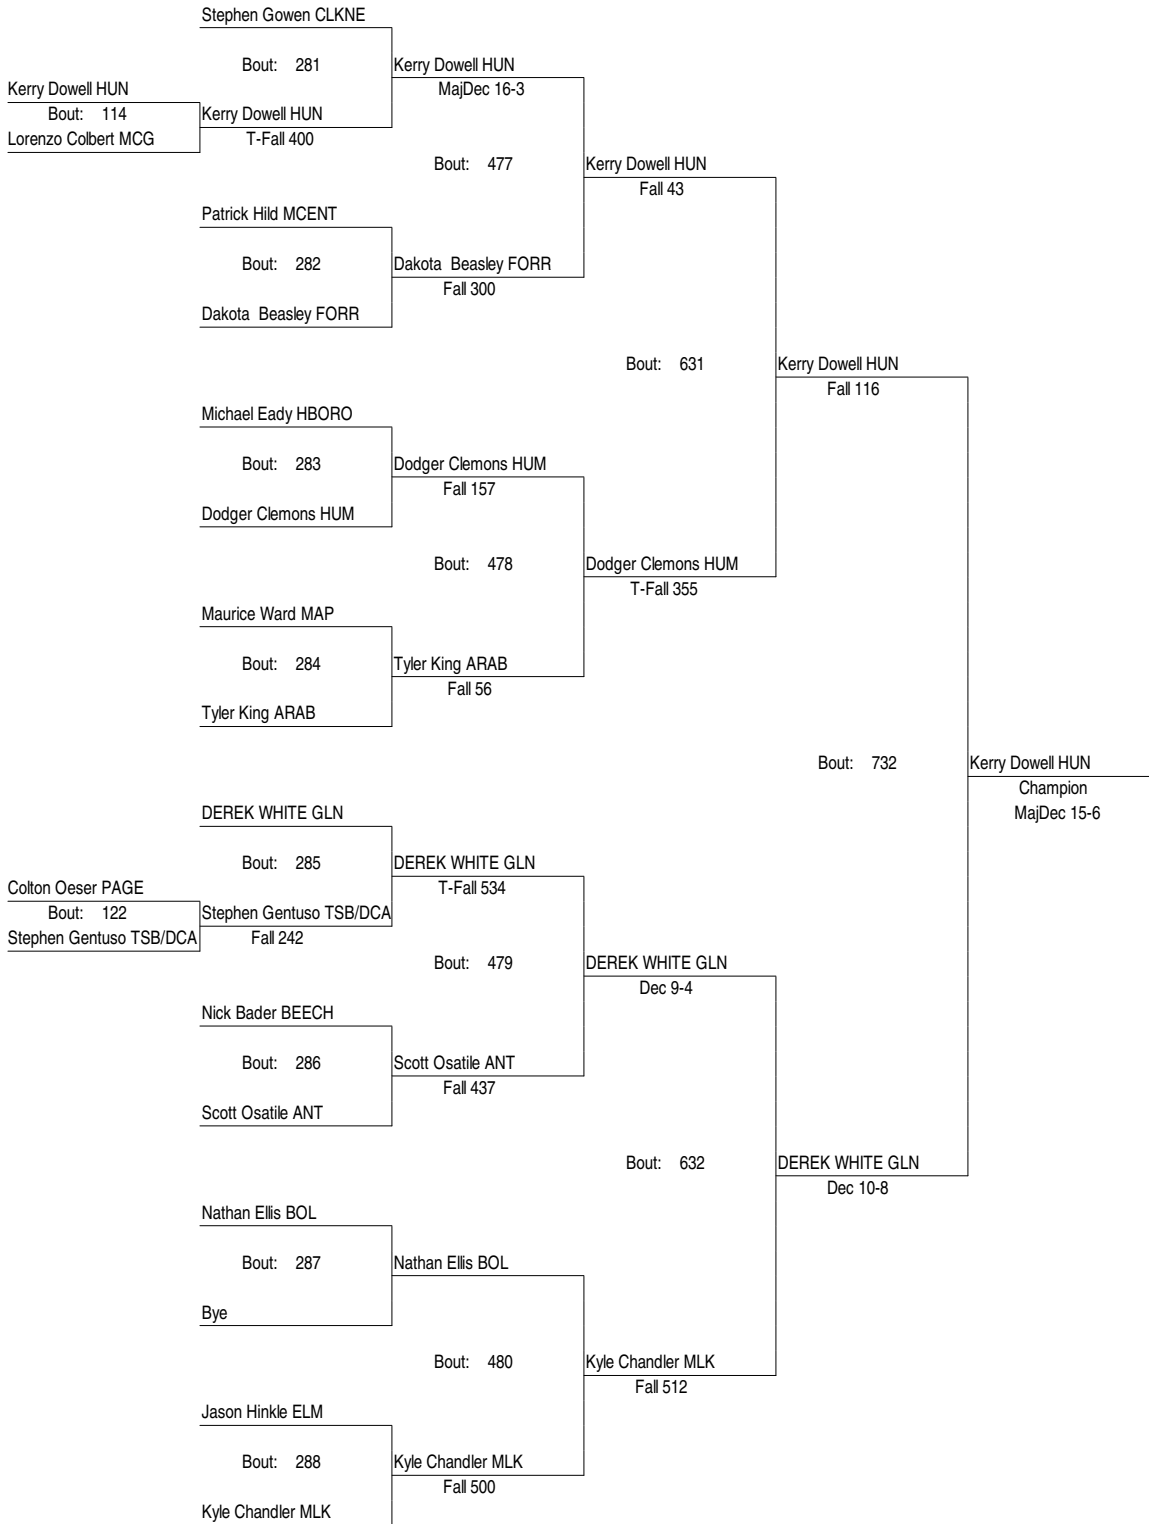 Stephen Gowen CLKNE
Bout: 281
Kerry Dowell HUN
Kerry Dowell HUN
MajDec 16-3
Bout: 114
Kerry Dowell HUN
Lorenzo Colbert MCG
T-Fall 400
Bout: 477
Kerry Dowell HUN
Fall 43
Patrick Hild MCENT
Bout: 282
Dakota Beasley FORR
Fall 300
Dakota Beasley FORR
Bout: 631
Kerry Dowell HUN
Fall 116
Michael Eady HBORO
Bout: 283
Dodger Clemons HUM
Fall 157
Dodger Clemons HUM
Bout: 478
Dodger Clemons HUM
T-Fall 355
Maurice Ward MAP
Bout: 284
Tyler King ARAB
Fall 56
Tyler King ARAB
Bout: 732
Kerry Dowell HUN
Champion
MajDec 15-6
DEREK WHITE GLN
Bout: 285
DEREK WHITE GLN
T-Fall 534
Colton Oeser PAGE
Bout: 122
Stephen Gentuso TSB/DCA
Stephen Gentuso TSB/DCA
Fall 242
Bout: 479
DEREK WHITE GLN
Dec 9-4
Nick Bader BEECH
Bout: 286
Scott Osatile ANT
Fall 437
Scott Osatile ANT
Bout: 632
DEREK WHITE GLN
Dec 10-8
Nathan Ellis BOL
Bout: 287
Nathan Ellis BOL
Bye
Bout: 480
Kyle Chandler MLK
Fall 512
Jason Hinkle ELM
Bout: 288
Kyle Chandler MLK
Fall 500
Kyle Chandler MLK